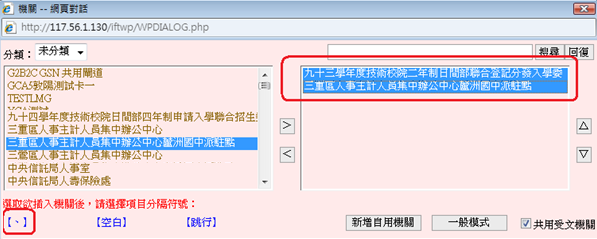 機關 -- 網頁對話
http://117.56.1.130/iftwp/WPDIALOG.php
分類： 未分類
搜尋 回復
G2B2C GSN 共用閘道
GCA5致陽測試卡一
TESTLMG
九十四學年度技術校院日間部四年制申請入學聯合招生
三重區人事主計人員集中辦公中心
三重區人事主計人員集中辦公中心鷺洲國中派駐點
三鶯區人事主計人員集中辦公中心
中央信託局人事室
中央信託局人壽保險處
九十三學年度技術校院二年制日間部聯合登記分發入學委
三重區人事主計人員集中辦公中心鷺洲國中派駐點
＞
＜
△
▽
選取欲插入機關後，請選擇項目分隔符號：
【、】 【空白】 【跳行】
新增自用機關 一般模式 共用受文機關